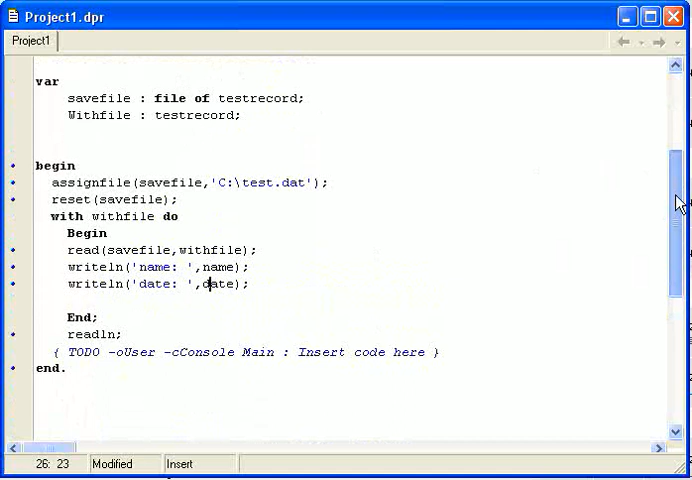 Project1.dpr
Project1
var
savefile : file of testrecord;
Withfile : testrecord;
begin
assignfile(savefile,'C:\test.dat');
reset(savefile);
with withfile do
Begin
read(savefile,withfile);
writeln('name: ',name);
writeln('date: ',date);
End;
readln;
{ TODO -oUser -cConsole Main : Insert code here }
end.
26: 23 Modified Insert